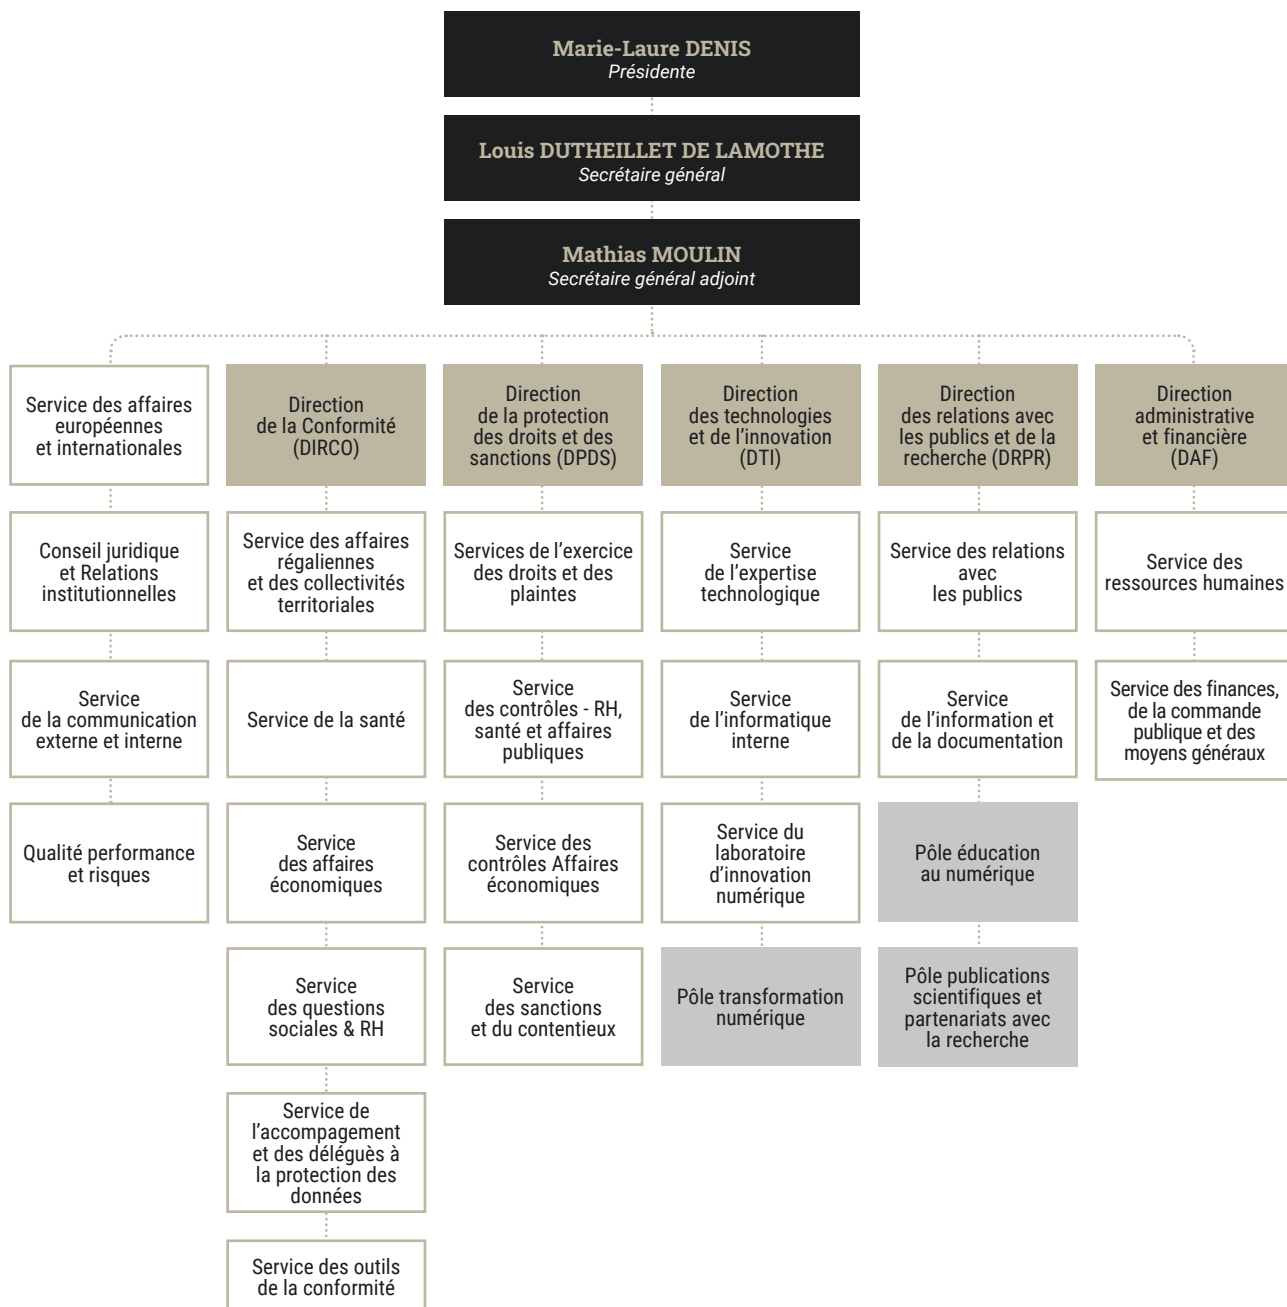 Marie-Laure DENIS
Présidente
Louis DUTHEILLET DE LAMOTHE
Secrétaire général
Mathias MOULIN
Secrétaire général adjoint
Service des affaires
européennes
et internationales
Conseil juridique
et Relations
institutionnelles
Service
de la communication
externe et interne
Qualité performance
et risques
Direction
de la Conformité
(DIRCO)
Service des affaires
régaliennes
et des collectivités
territoriales
Service de la santé
Service
des affaires
économiques
Service
des questions
sociales & RH
Service de
l’accompagement
et des déléguès à
la protection des
données
Service des outils
de la conformité
Direction
de la protection
des droits et des
sanctions (DPDS)
Services de l’exercice
des droits et des
plaintes
Service
des contrôles - RH,
santé et affaires
publiques
Service des
contrôles Affaires
économiques
Service
des sanctions
et du contentieux
Direction
des technologies
et de l’innovation
(DTI)
Service
de l’expertise
technologique
Service
de l’informatique
interne
Service du
laboratoire
d’innovation
numérique
Pôle transformation
numérique
Direction
des relations avec
les publics et de la
recherche (DRPR)
Service des relations
avec
les publics
Service
de l’information et
de la documentation
Pôle éducation
au numérique
Pôle publications
scientifiques et
partenariats avec
la recherche
Direction
administrative
et financière
(DAF)
Service des
ressources humaines
Service des finances,
de la commande
publique et des
moyens généraux